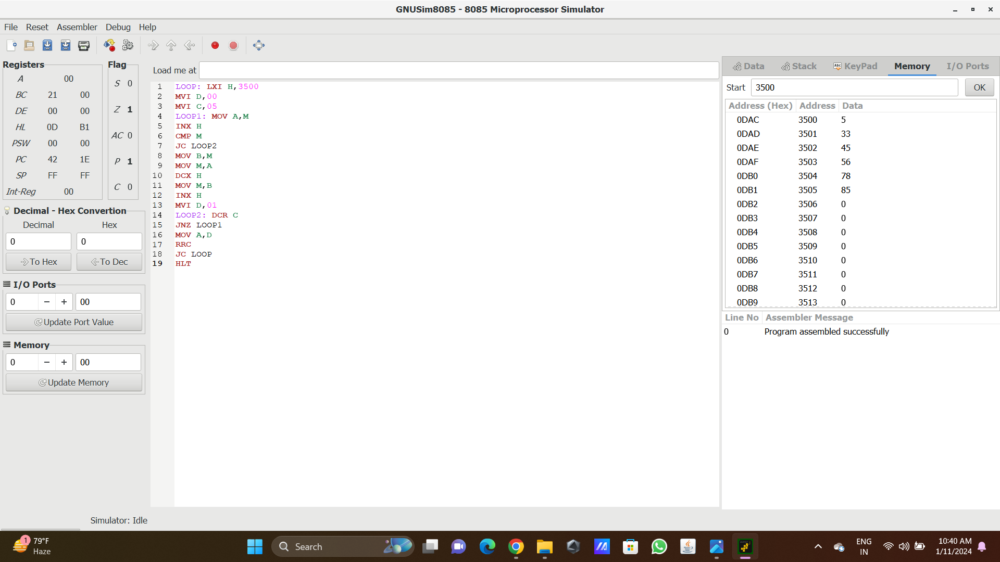 GNUSim8085 - 8085 Microprocessor Simulator
File Reset Assembler Debug Help
Registers
A 00
BC 21 00
DE 00 00
HL 0D B1
PSW 00 00
PC 42 1E
SP FF FF
Int-Reg 00
Flag
S 0
Z 1
AC 0
P 1
C 0
Decimal - Hex Convertion
Decimal Hex
0 0
To Hex To Dec
I/O Ports
0 − + 00
Update Port Value
Memory
0 − + 00
Update Memory
Load me at
1 LOOP: LXI H,3500
2 MVI D,00
3 MVI C,05
4 LOOP1: MOV A,M
5 INX H
6 CMP M
7 JC LOOP2
8 MOV B,M
9 MOV M,A
10 DCX H
11 MOV M,B
12 INX H
13 MVI D,01
14 LOOP2: DCR C
15 JNZ LOOP1
16 MOV A,D
17 RRC
18 JC LOOP
19 HLT
Data Stack Abc KeyPad Memory I/O Ports
Start 3500 OK
Address (Hex) Address Data
0DAC 3500 5
0DAD 3501 33
0DAE 3502 45
0DAF 3503 56
0DB0 3504 78
0DB1 3505 85
0DB2 3506 0
0DB3 3507 0
0DB4 3508 0
0DB5 3509 0
0DB6 3510 0
0DB7 3511 0
0DB8 3512 0
0DB9 3513 0
Line No Assembler Message
0 Program assembled successfully
Simulator: Idle
1
79°F
Haze
Search
ENG
IN
10:40 AM
1/11/2024